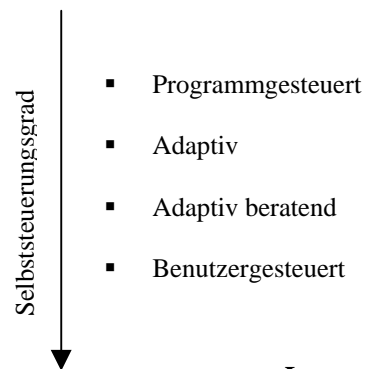 Selbststeuerungsgrad
▪ Programmgesteuert
▪ Adaptiv
▪ Adaptiv beratend
▪ Benutzergesteuert